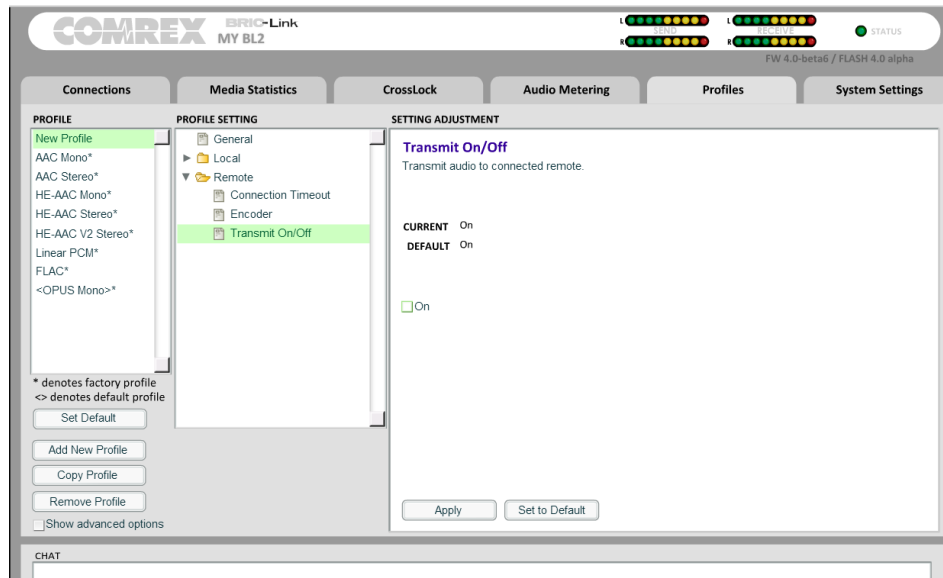 COMREX BRIC-Link
MY BL2
L SEND L RECEIVE
R R
STATUS
FW 4.0-beta6 / FLASH 4.0 alpha
Connections Media Statistics CrossLock Audio Metering Profiles System Settings
PROFILE
New Profile
AAC Mono*
AAC Stereo*
HE-AAC Mono*
HE-AAC Stereo*
HE-AAC V2 Stereo*
Linear PCM*
FLAC*
<OPUS Mono>*
* denotes factory profile
<> denotes default profile
Set Default
Add New Profile
Copy Profile
Remove Profile
Show advanced options
PROFILE SETTING
General
Local
Remote
Connection Timeout
Encoder
Transmit On/Off
SETTING ADJUSTMENT
Transmit On/Off
Transmit audio to connected remote.
CURRENT On
DEFAULT On
On
Apply Set to Default
CHAT